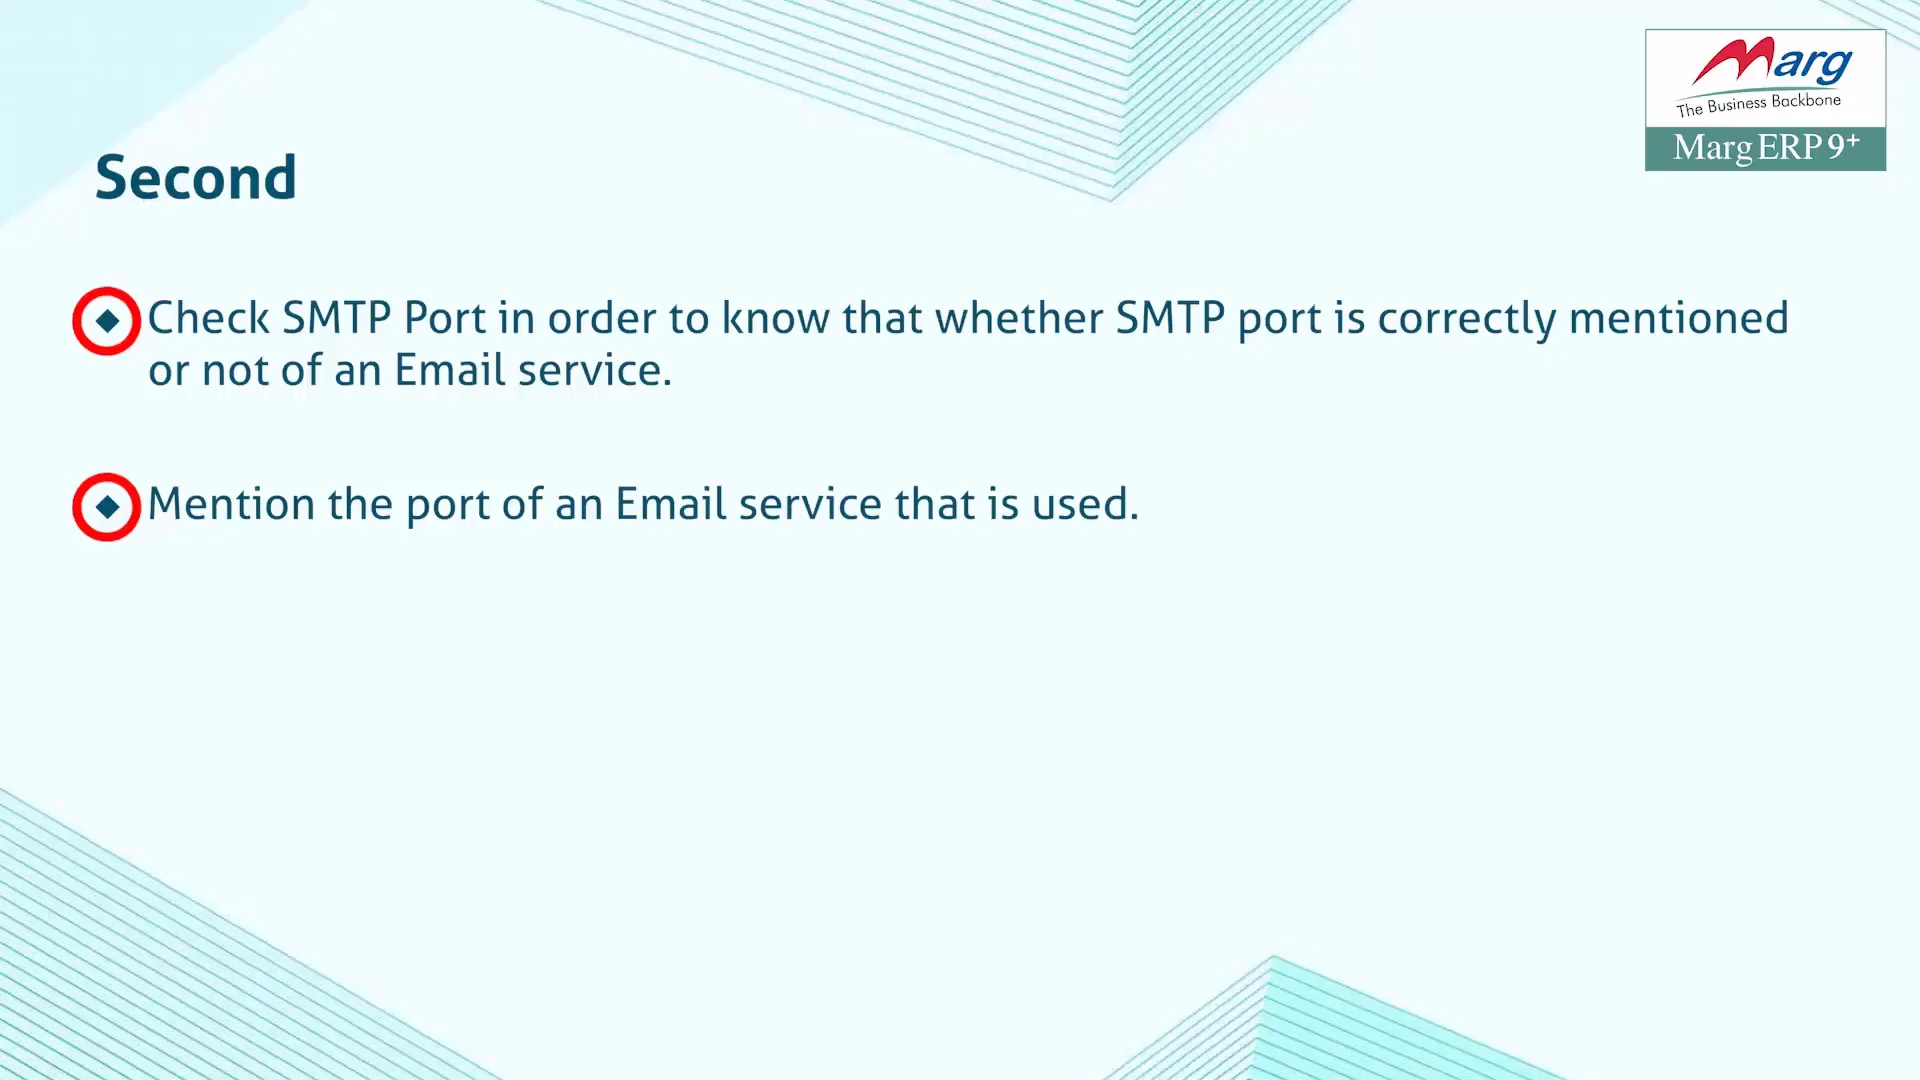 Marg
The Business Backbone
Marg ERP 9+
Second
Check SMTP Port in order to know that whether SMTP port is correctly mentioned
or not of an Email service.
Mention the port of an Email service that is used.